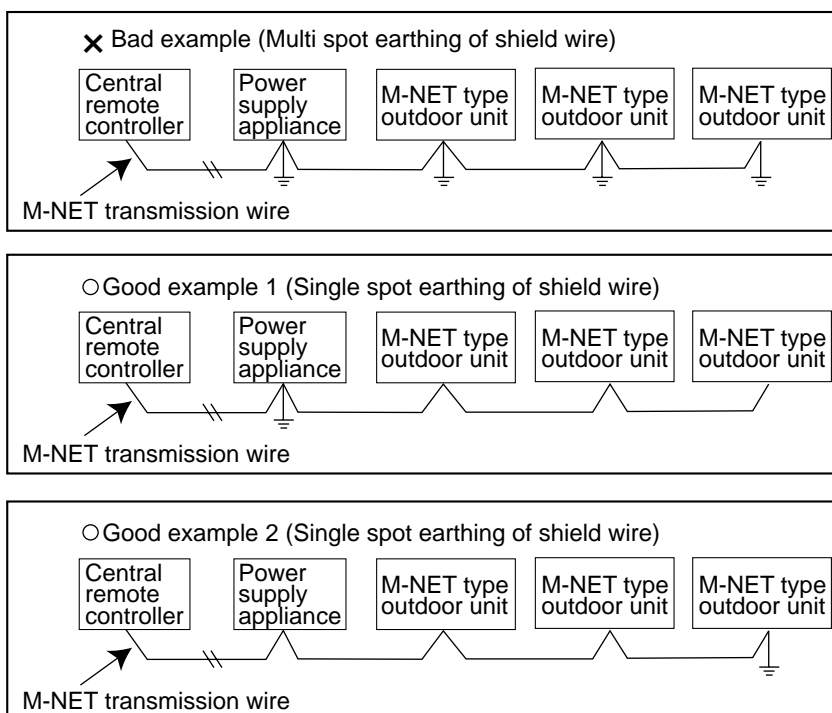 × Bad example (Multi spot earthing of shield wire)
Central
remote
controller
Power
supply
appliance
M-NET type
outdoor unit
M-NET type
outdoor unit
M-NET type
outdoor unit
M-NET transmission wire
○Good example 1 (Single spot earthing of shield wire)
Central
remote
controller
Power
supply
appliance
M-NET type
outdoor unit
M-NET type
outdoor unit
M-NET type
outdoor unit
M-NET transmission wire
○Good example 2 (Single spot earthing of shield wire)
Central
remote
controller
Power
supply
appliance
M-NET type
outdoor unit
M-NET type
outdoor unit
M-NET type
outdoor unit
M-NET transmission wire